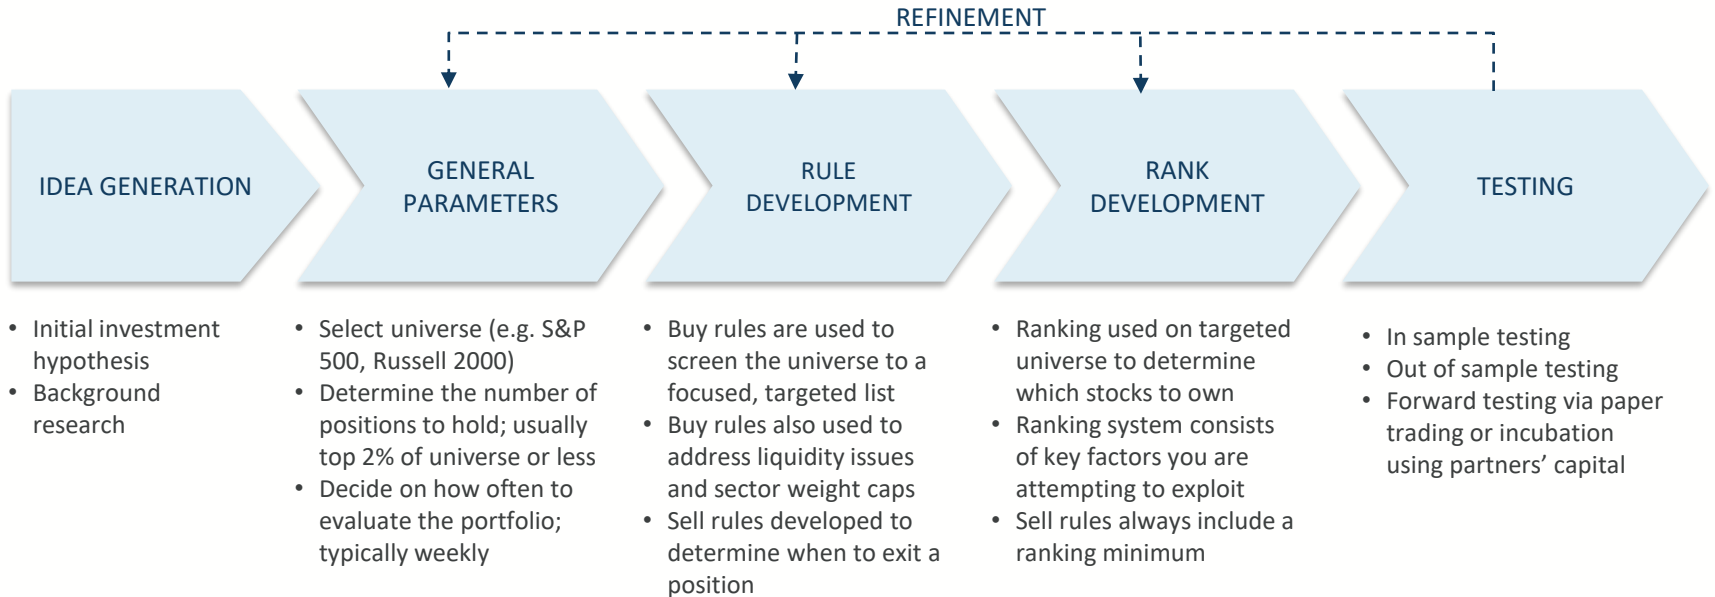 REFINEMENT
IDEA GENERATION
GENERAL
PARAMETERS
RULE
DEVELOPMENT
RANK
DEVELOPMENT
TESTING
• Initial investment
hypothesis
• Background
research
• Select universe (e.g. S&P
500, Russell 2000)
• Determine the number of
positions to hold; usually
top 2% of universe or less
• Decide on how often to
evaluate the portfolio;
typically weekly
• Buy rules are used to
screen the universe to a
focused, targeted list
• Buy rules also used to
address liquidity issues
and sector weight caps
• Sell rules developed to
determine when to exit a
position
• Ranking used on targeted
universe to determine
which stocks to own
• Ranking system consists
of key factors you are
attempting to exploit
• Sell rules always include a
ranking minimum
• In sample testing
• Out of sample testing
• Forward testing via paper
trading or incubation
using partners’ capital